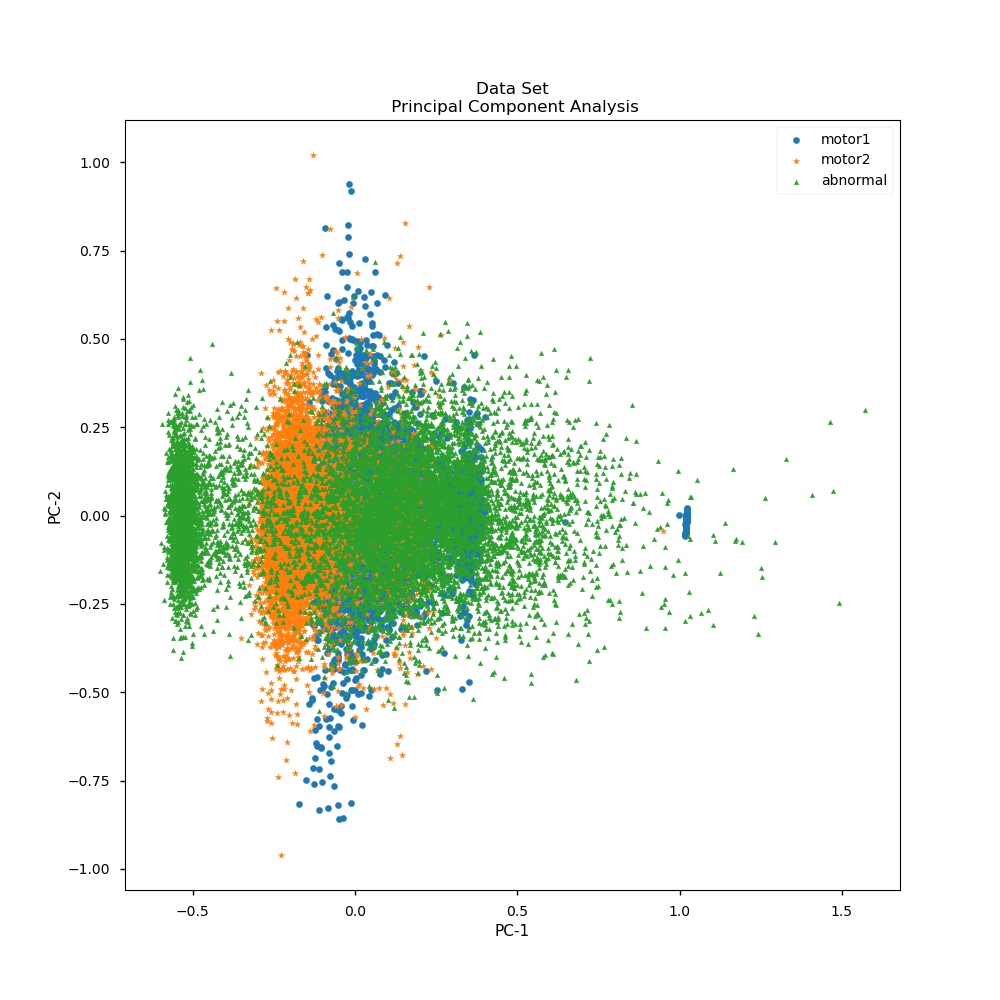 Data Set
Principal Component Analysis
motor1
motor2
abnormal
1.00
0.75
0.50
0.25
0.00
−0.25
−0.50
−0.75
−1.00
PC-2
−0.5
0.0
0.5
1.0
1.5
PC-1